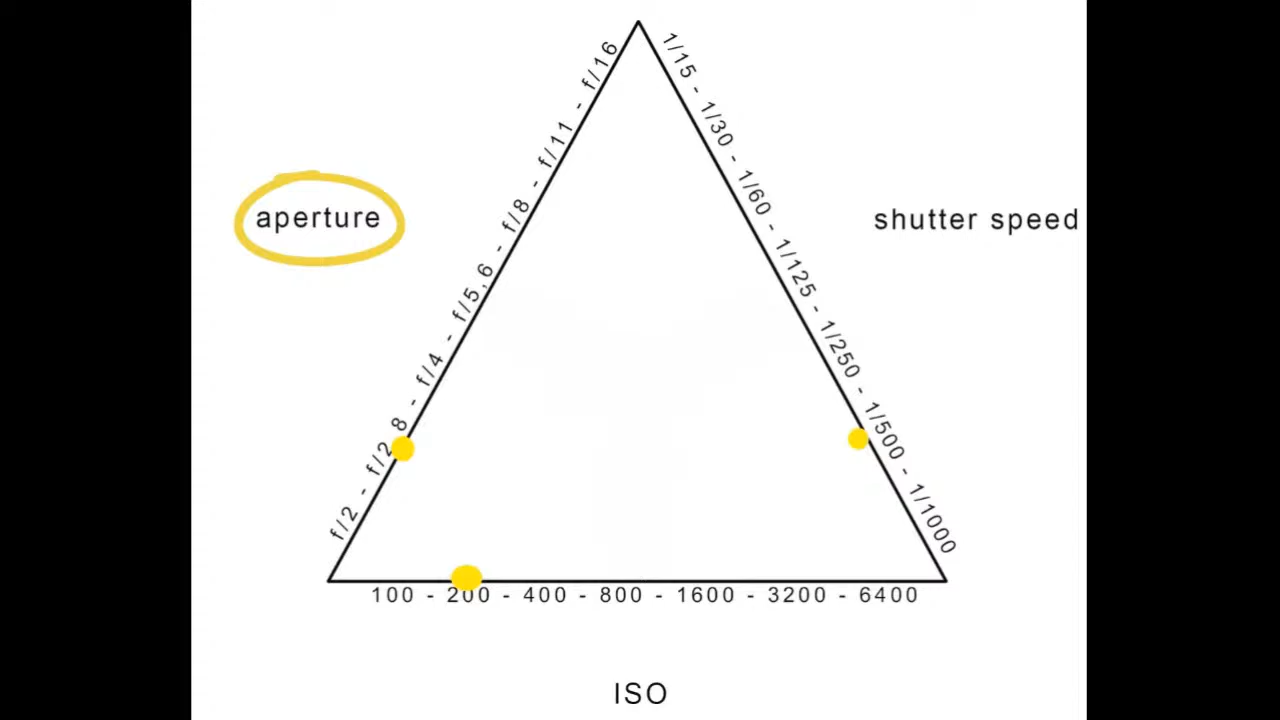 f/2 - f/2,8 - f/4 - f/5,6 - f/8 - f/11 - f/16
1/15 - 1/30 - 1/60 - 1/125 - 1/250 - 1/500 - 1/1000
aperture
shutter speed
100 - 200 - 400 - 800 - 1600 - 3200 - 6400
ISO